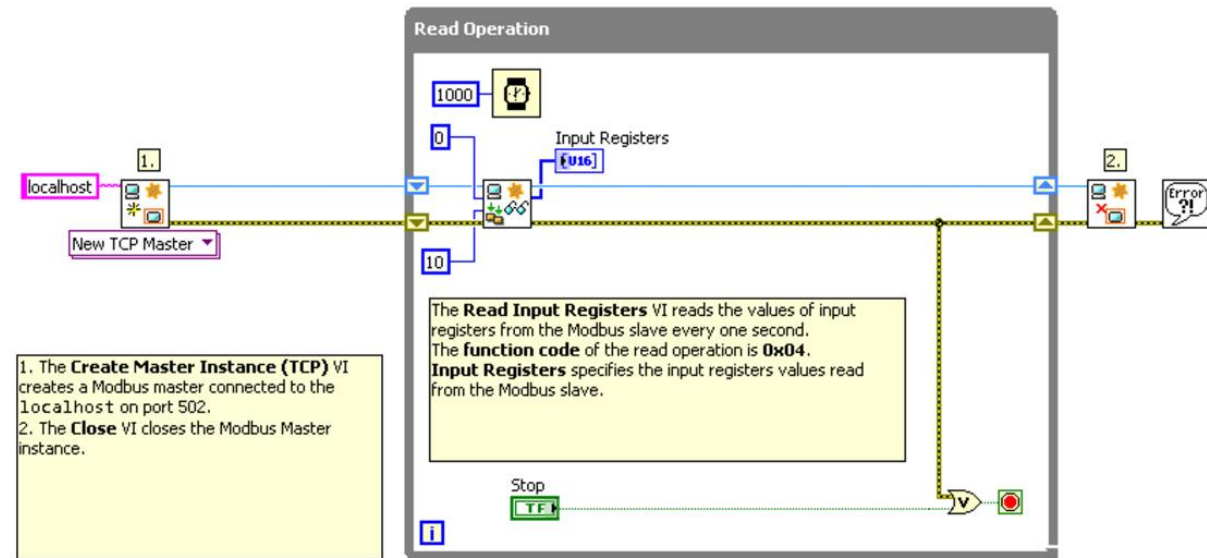 Read Operation
1000
0
Input Registers
[U16]
1.
localhost
New TCP Master
2.
Error
?!
10
The Read Input Registers VI reads the values of input
registers from the Modbus slave every one second.
The function code of the read operation is 0x04.
Input Registers specifies the input registers values read
from the Modbus slave.
1. The Create Master Instance (TCP) VI
creates a Modbus master connected to the
localhost on port 502.
2. The Close VI closes the Modbus Master
instance.
Stop
TF
V
i